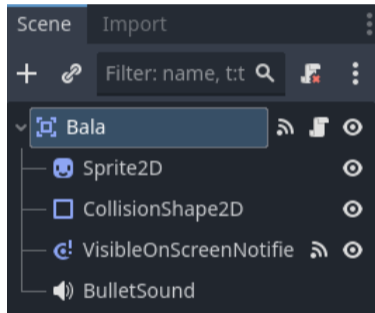 Scene Import
Filter: name, t:t
Bala
Sprite2D
CollisionShape2D
VisibleOnScreenNotifie
BulletSound